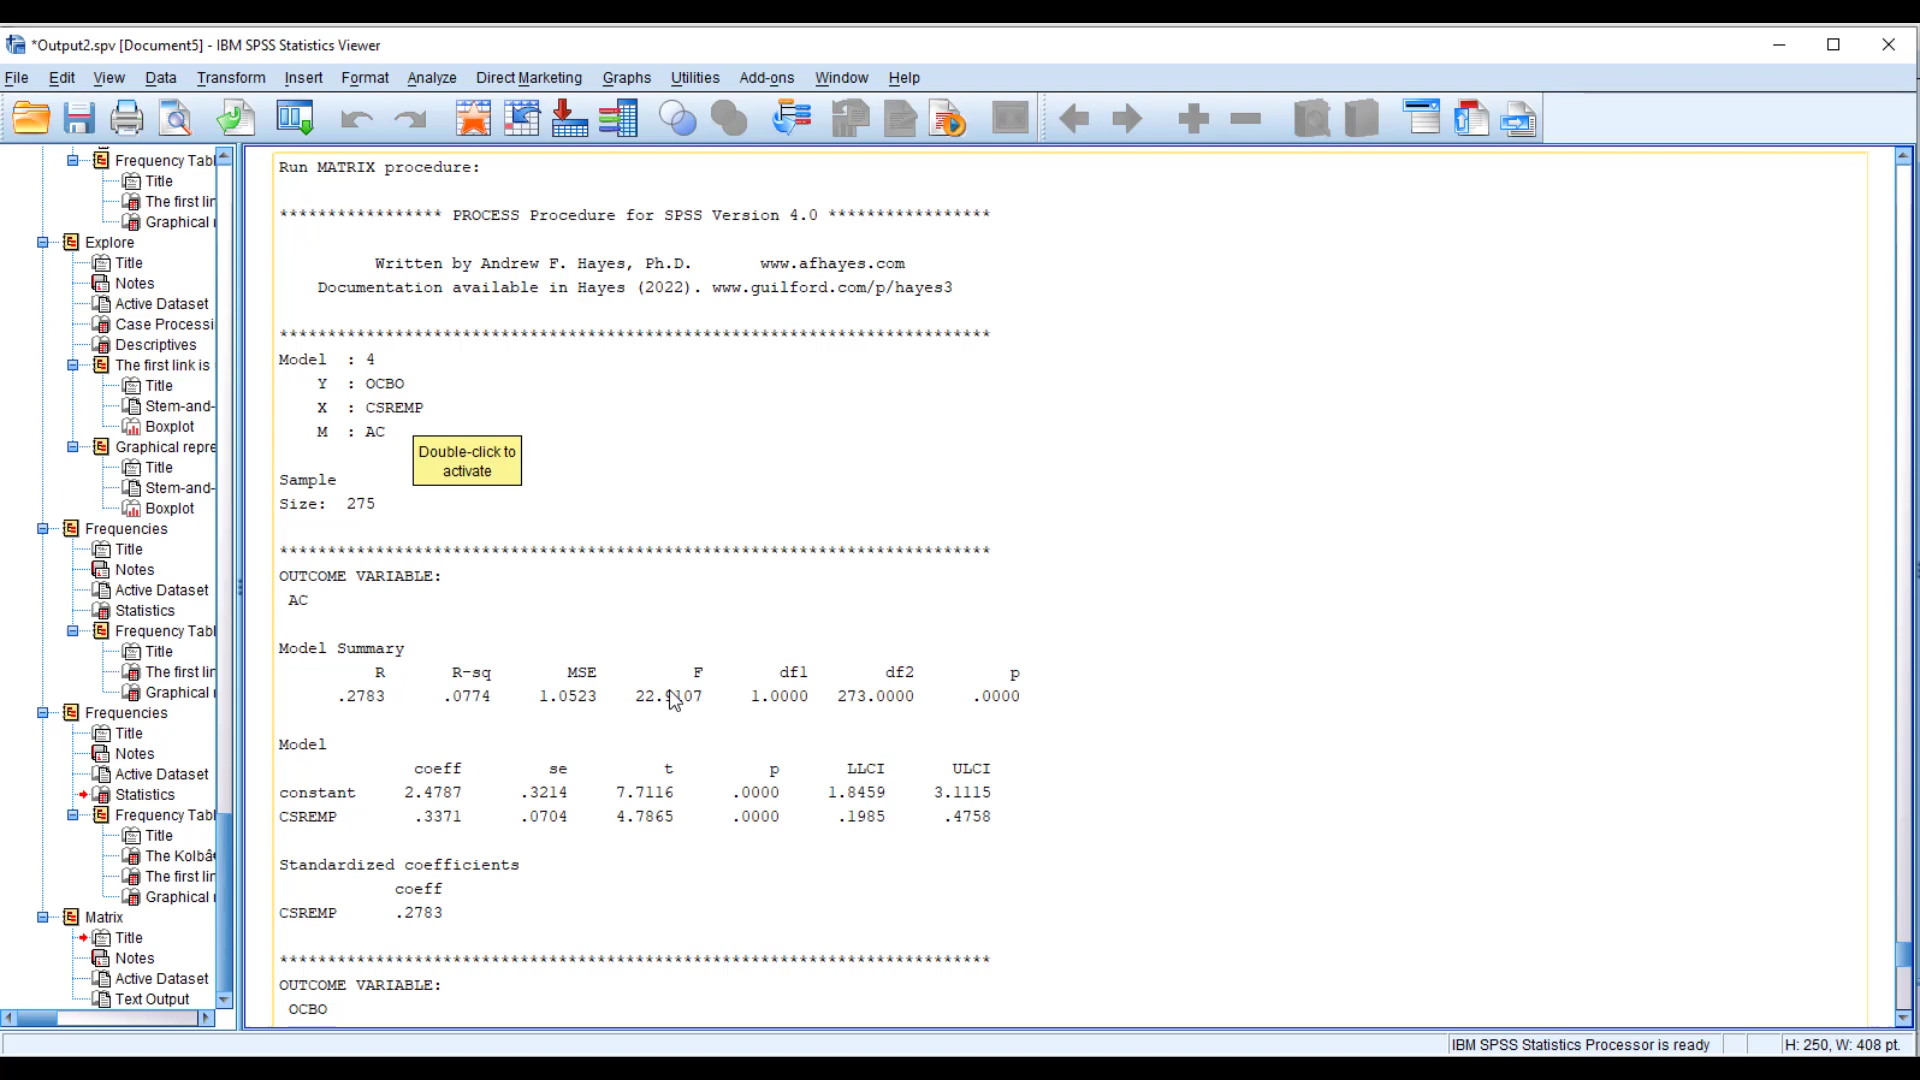 *Output2.spv [Document5] - IBM SPSS Statistics Viewer
File Edit View Data Transform Insert Format Analyze Direct Marketing Graphs Utilities Add-ons Window Help
Frequency Tabl
Title
The first lin
Graphical r
Explore
Title
Notes
Active Dataset
Case Processi
Descriptives
The first link is
Title
Stem-and-
Boxplot
Graphical repre
Title
Stem-and-
Boxplot
Frequencies
Title
Notes
Active Dataset
Statistics
Frequency Tabl
Title
The first lin
Graphical r
Frequencies
Title
Notes
Active Dataset
Statistics
Frequency Tabl
Title
The Kolbâ
The first lin
Graphical r
Matrix
Title
Notes
Active Dataset
Text Output
Run MATRIX procedure:
***************** PROCESS Procedure for SPSS Version 4.0 *****************
Written by Andrew F. Hayes, Ph.D. www.afhayes.com
Documentation available in Hayes (2022). www.guilford.com/p/hayes3
**************************************************************************
Model : 4
Y : OCBO
X : CSREMP
M : AC
Double-click to
activate
Sample
Size: 275
**************************************************************************
OUTCOME VARIABLE:
AC
Model Summary
R R-sq MSE F df1 df2 p
.2783 .0774 1.0523 22.9107 1.0000 273.0000 .0000
Model
coeff se t p LLCI ULCI
constant 2.4787 .3214 7.7116 .0000 1.8459 3.1115
CSREMP .3371 .0704 4.7865 .0000 .1985 .4758
Standardized coefficients
coeff
CSREMP .2783
**************************************************************************
OUTCOME VARIABLE:
OCBO
IBM SPSS Statistics Processor is ready
H: 250, W: 408 pt.